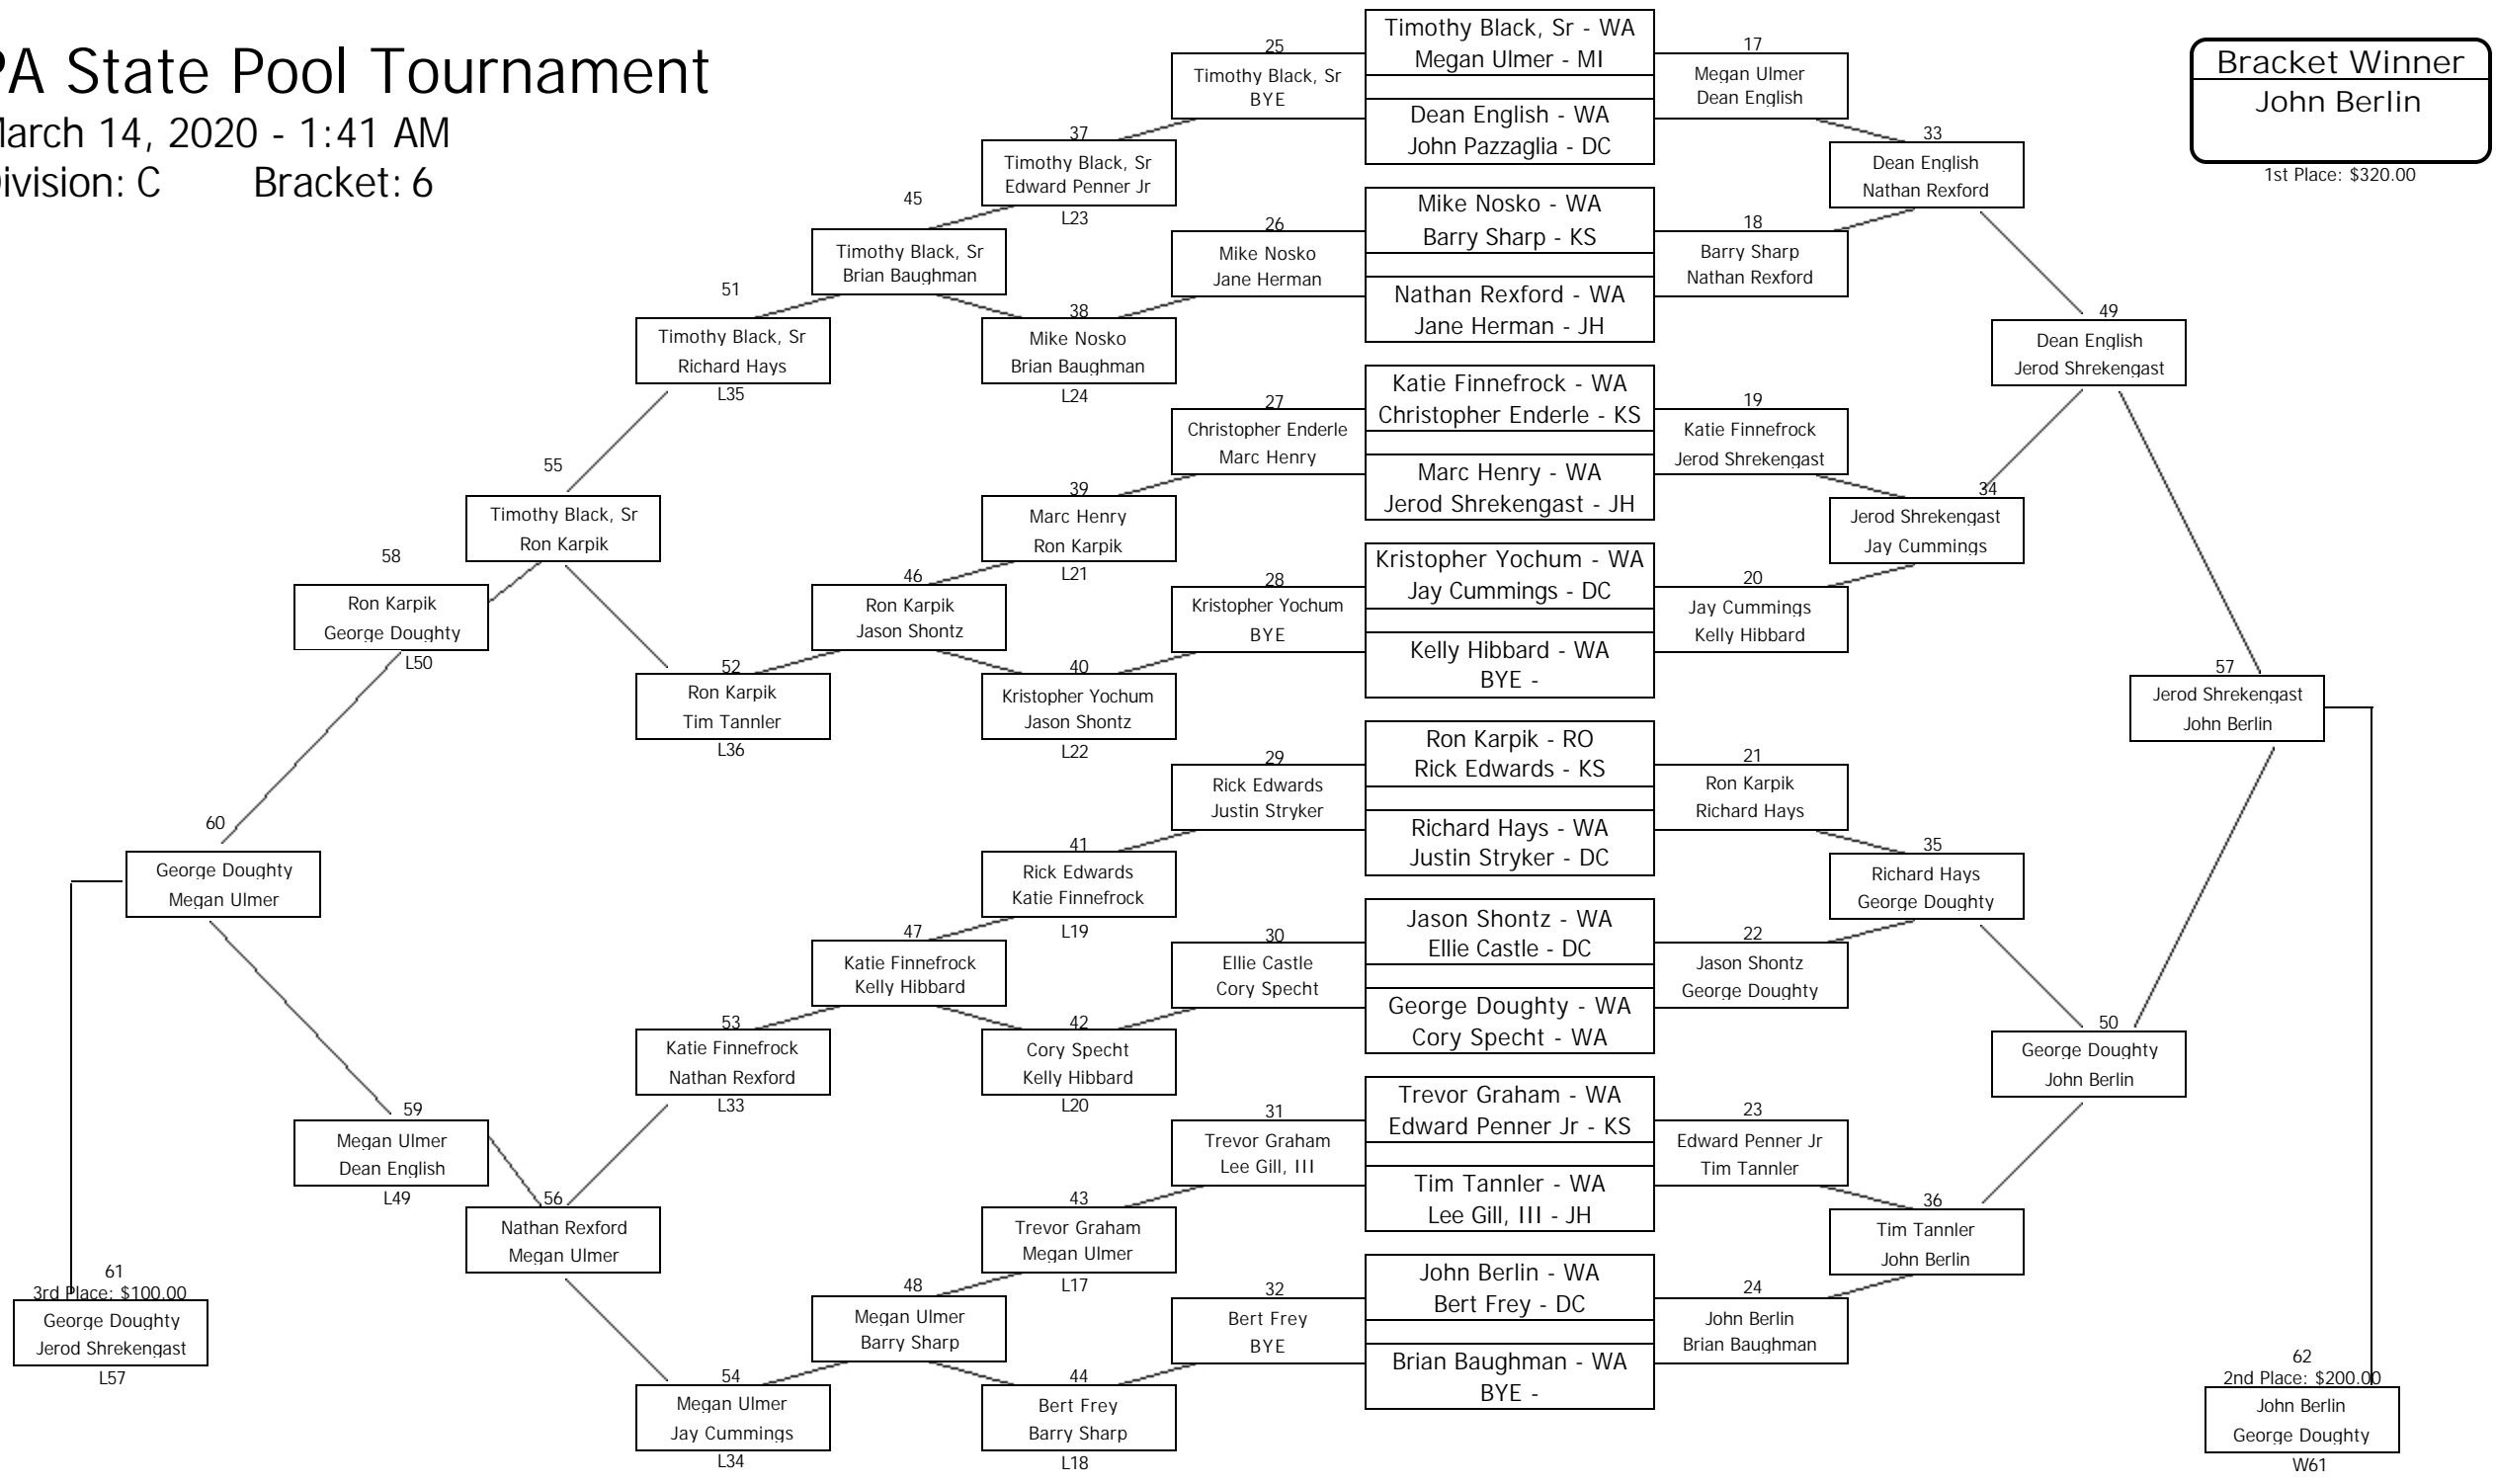 PA State Pool Tournament
March 14, 2020 - 1:41 AM
Division: C Bracket: 6
Bracket Winner
John Berlin
1st Place: $320.00
60
George Doughty
Megan Ulmer
61
3rd Place: $100.00
George Doughty
Jerod Shrekengast
L57
58
Ron Karpik
George Doughty
L50
59
Megan Ulmer
Dean English
L49
55
Timothy Black, Sr
Ron Karpik
56
Nathan Rexford
Megan Ulmer
51
Timothy Black, Sr
Richard Hays
L35
52
Ron Karpik
Tim Tannler
L36
53
Katie Finnefrock
Nathan Rexford
L33
54
Megan Ulmer
Jay Cummings
L34
45
Timothy Black, Sr
Brian Baughman
46
Ron Karpik
Jason Shontz
47
Katie Finnefrock
Kelly Hibbard
48
Megan Ulmer
Barry Sharp
37
Timothy Black, Sr
Edward Penner Jr
L23
38
Mike Nosko
Brian Baughman
L24
39
Marc Henry
Ron Karpik
L21
40
Kristopher Yochum
Jason Shontz
L22
41
Rick Edwards
Katie Finnefrock
L19
42
Cory Specht
Kelly Hibbard
L20
43
Trevor Graham
Megan Ulmer
L17
44
Bert Frey
Barry Sharp
L18
25
Timothy Black, Sr
BYE
26
Mike Nosko
Jane Herman
27
Christopher Enderle
Marc Henry
28
Kristopher Yochum
BYE
29
Rick Edwards
Justin Stryker
30
Ellie Castle
Cory Specht
31
Trevor Graham
Lee Gill, III
32
Bert Frey
BYE
Timothy Black, Sr - WA
Megan Ulmer - MI
Dean English - WA
John Pazzaglia - DC
Mike Nosko - WA
Barry Sharp - KS
Nathan Rexford - WA
Jane Herman - JH
Katie Finnefrock - WA
Christopher Enderle - KS
Marc Henry - WA
Jerod Shrekengast - JH
Kristopher Yochum - WA
Jay Cummings - DC
Kelly Hibbard - WA
BYE -
Ron Karpik - RO
Rick Edwards - KS
Richard Hays - WA
Justin Stryker - DC
Jason Shontz - WA
Ellie Castle - DC
George Doughty - WA
Cory Specht - WA
Trevor Graham - WA
Edward Penner Jr - KS
Tim Tannler - WA
Lee Gill, III - JH
John Berlin - WA
Bert Frey - DC
Brian Baughman - WA
BYE -
17
Megan Ulmer
Dean English
18
Barry Sharp
Nathan Rexford
19
Katie Finnefrock
Jerod Shrekengast
20
Jay Cummings
Kelly Hibbard
21
Ron Karpik
Richard Hays
22
Jason Shontz
George Doughty
23
Edward Penner Jr
Tim Tannler
24
John Berlin
Brian Baughman
33
Dean English
Nathan Rexford
34
Jerod Shrekengast
Jay Cummings
35
Richard Hays
George Doughty
36
Tim Tannler
John Berlin
49
Dean English
Jerod Shrekengast
50
George Doughty
John Berlin
57
Jerod Shrekengast
John Berlin
62
2nd Place: $200.00
John Berlin
George Doughty
W61